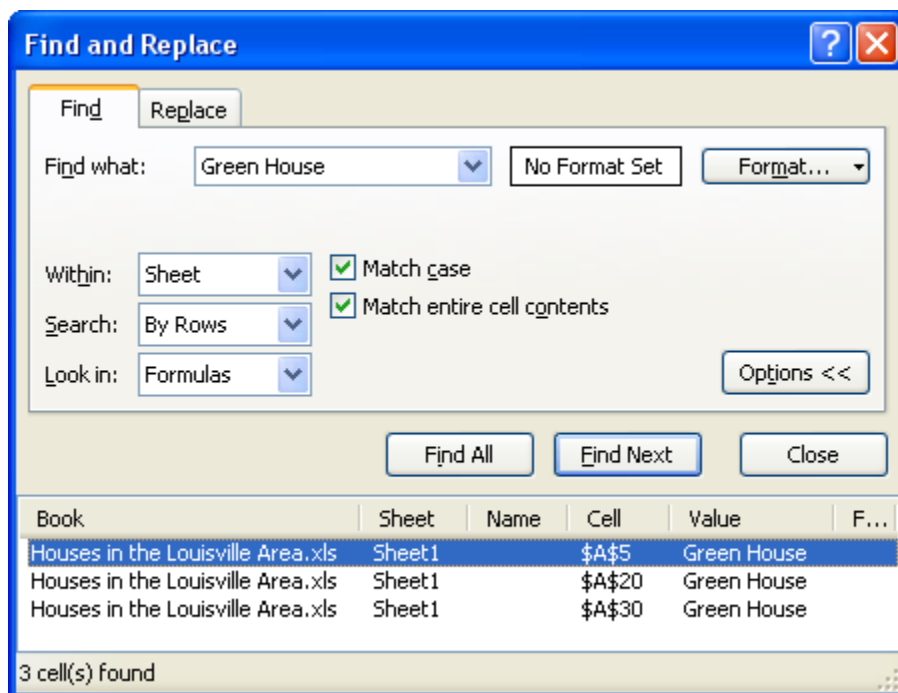 Find and Replace
Find Replace
Find what: Green House No Format Set Format...
Within: Sheet Match case
Match entire cell contents
Search: By Rows
Look in: Formulas Options <<
Find All Find Next Close
Book Sheet Name Cell Value F...
Houses in the Louisville Area.xls Sheet1 $A$5 Green House
Houses in the Louisville Area.xls Sheet1 $A$20 Green House
Houses in the Louisville Area.xls Sheet1 $A$30 Green House
3 cell(s) found